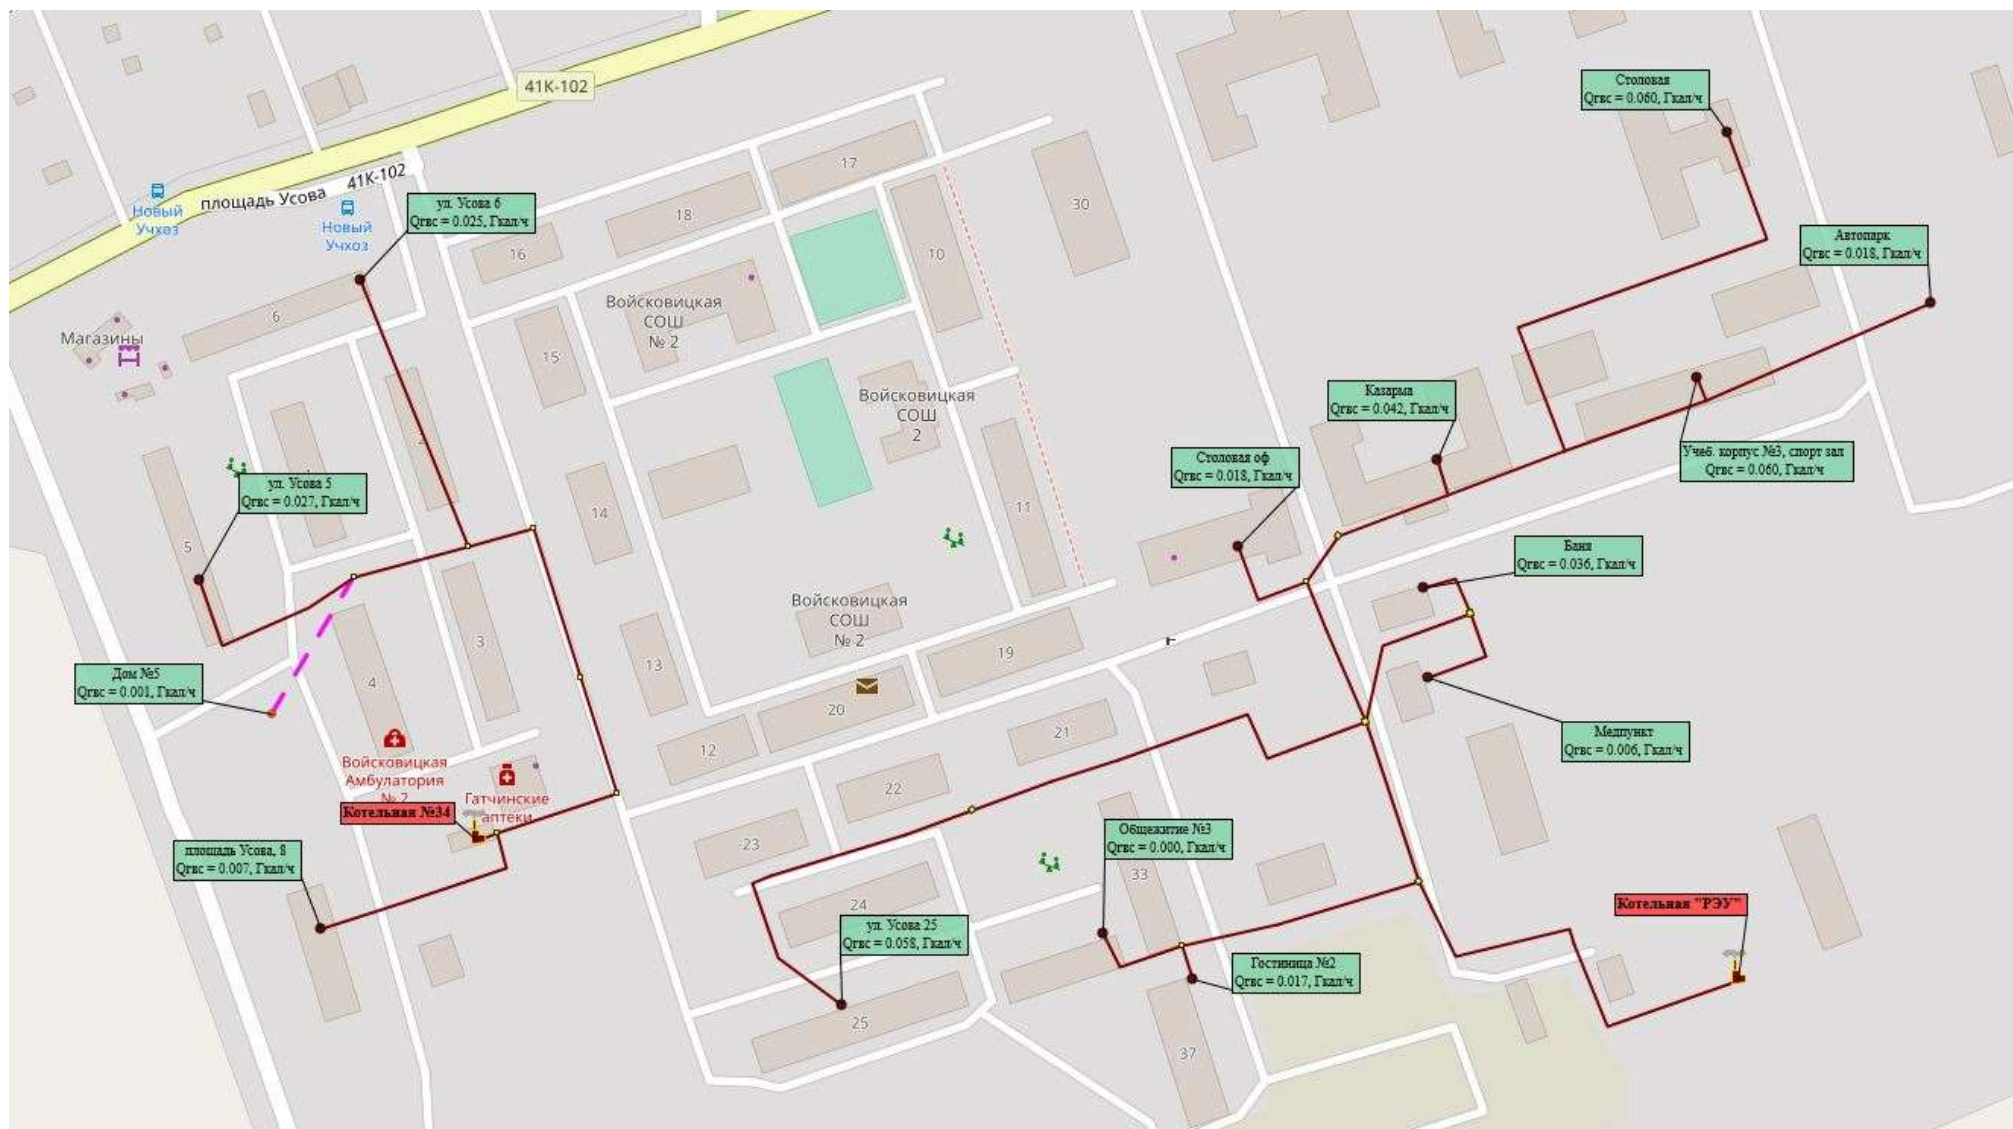 41К-102
Столовая
Qгвс = 0.060, Гкал/ч
17
площадь Усова
41К-102
Новый
Учхоз
Новый
Учхоз
ул. Усова 6
Qгвс = 0.025, Гкал/ч
18
30
16
10
Автопарк
Qгвс = 0.018, Гкал/ч
Войсковицкая
СОШ
№ 2
6
Магазины
15
Войсковицкая
СОШ
2
Казарма
Qгвс = 0.042, Гкал/ч
2
1
Столовая оф
Qгвс = 0.018, Гкал/ч
Учеб. корпус №3, спорт зал
Qгвс = 0.060, Гкал/ч
ул. Усова 5
Qгвс = 0.027, Гкал/ч
14
11
5
Баня
Qгвс = 0.036, Гкал/ч
Войсковицкая
СОШ
№ 2
3
13
19
Дом №5
Qгвс = 0.001, Гкал/ч
4
20
Медпункт
Qгвс = 0.006, Гкал/ч
12
21
Войсковицкая
Амбулатория
№ 2
Гатчинские
аптеки
22
Котельная №34
23
Общежитие №3
Qгвс = 0.000, Гкал/ч
площадь Усова, 8
Qгвс = 0.007, Гкал/ч
33
24
Котельная "РЭУ"
ул. Усова 25
Qгвс = 0.058, Гкал/ч
Гостиница №2
Qгвс = 0.017, Гкал/ч
25
37